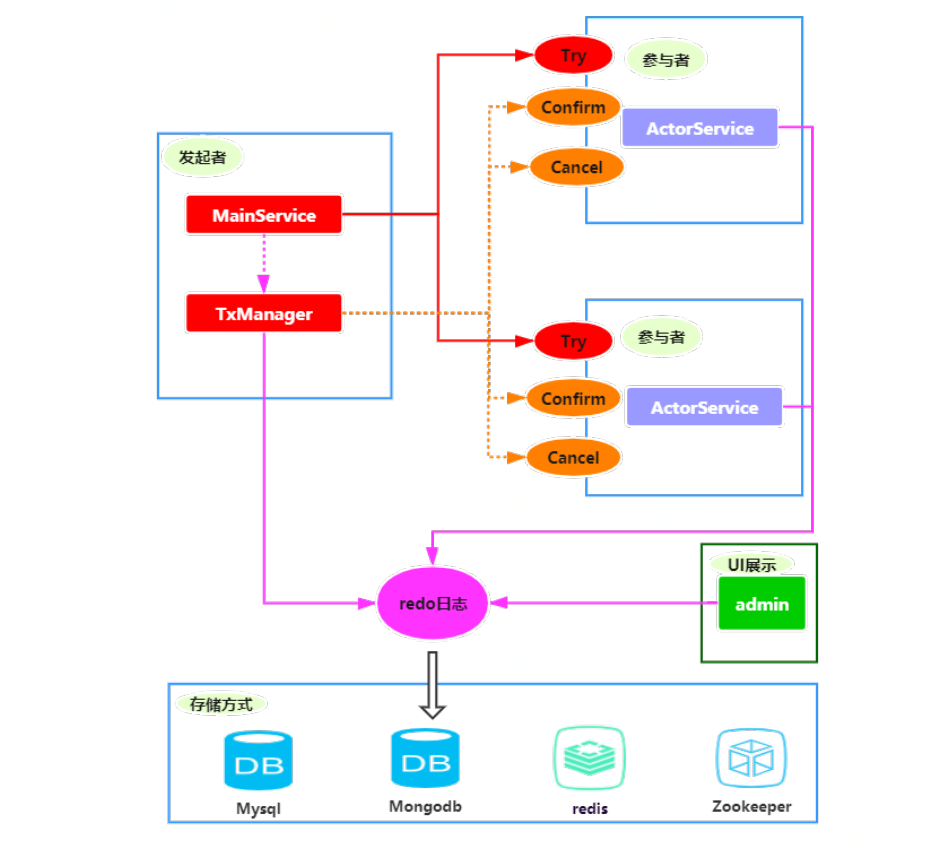 Try
参与者
Confirm
ActorService
Cancel
发起者
MainService
TxManager
Try
参与者
Confirm
ActorService
Cancel
UI展示
admin
redo日志
存储方式
DB
Mysql
DB
Mongodb
redis
Zookeeper